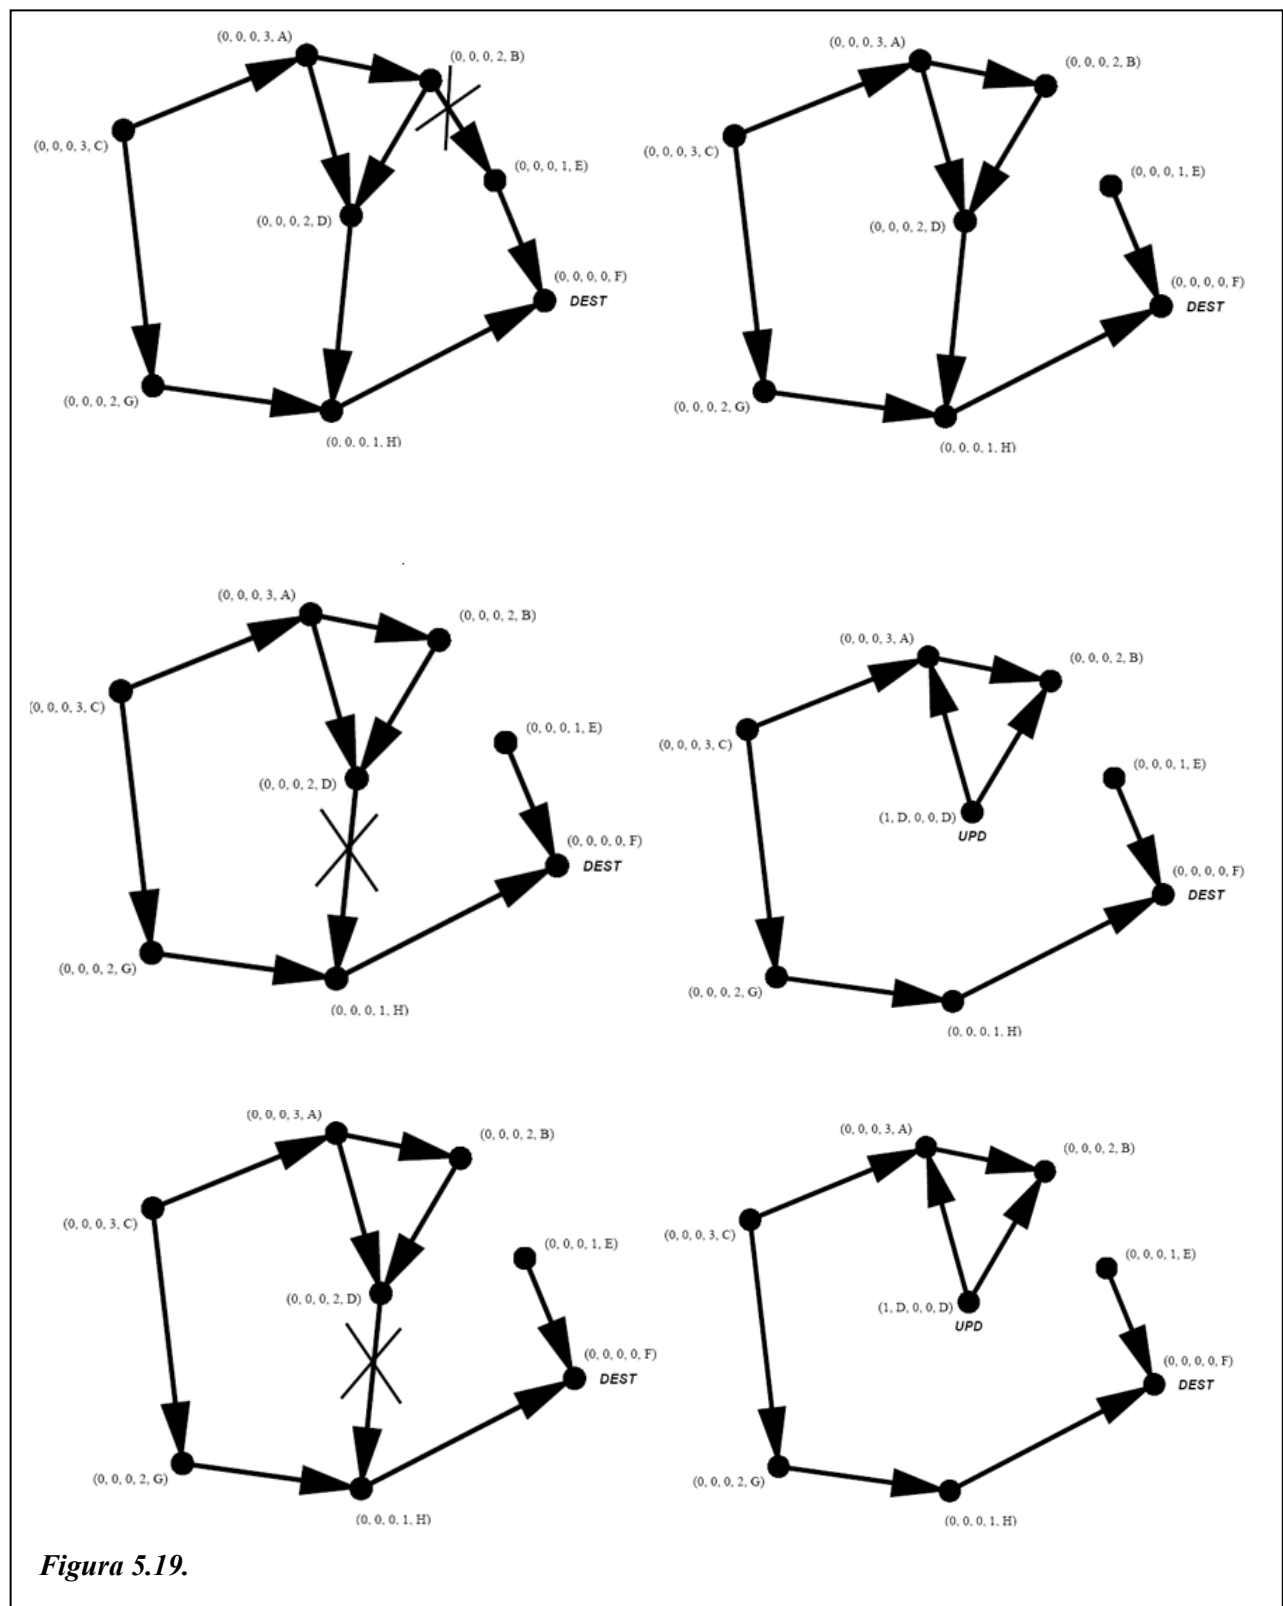 (0, 0, 0, 3, A)
(0, 0, 0, 2, B)
(0, 0, 0, 3, C)
(0, 0, 0, 1, E)
(0, 0, 0, 2, D)
(0, 0, 0, 0, F)
DEST
(0, 0, 0, 2, G)
(0, 0, 0, 1, H)
(0, 0, 0, 3, A)
(0, 0, 0, 2, B)
(0, 0, 0, 3, C)
(0, 0, 0, 1, E)
(0, 0, 0, 2, D)
(0, 0, 0, 0, F)
DEST
(0, 0, 0, 2, G)
(0, 0, 0, 1, H)
(0, 0, 0, 3, A)
(0, 0, 0, 2, B)
(0, 0, 0, 3, C)
(0, 0, 0, 1, E)
(0, 0, 0, 2, D)
(0, 0, 0, 0, F)
DEST
(0, 0, 0, 2, G)
(0, 0, 0, 1, H)
(0, 0, 0, 3, A)
(0, 0, 0, 2, B)
(0, 0, 0, 3, C)
(0, 0, 0, 1, E)
(1, D, 0, 0, D)
UPD
(0, 0, 0, 0, F)
DEST
(0, 0, 0, 2, G)
(0, 0, 0, 1, H)
(0, 0, 0, 3, A)
(0, 0, 0, 2, B)
(0, 0, 0, 3, C)
(0, 0, 0, 1, E)
(0, 0, 0, 2, D)
(0, 0, 0, 0, F)
DEST
(0, 0, 0, 2, G)
(0, 0, 0, 1, H)
(0, 0, 0, 3, A)
(0, 0, 0, 2, B)
(0, 0, 0, 3, C)
(0, 0, 0, 1, E)
(1, D, 0, 0, D)
UPD
(0, 0, 0, 0, F)
DEST
(0, 0, 0, 2, G)
(0, 0, 0, 1, H)
Figura 5.19.